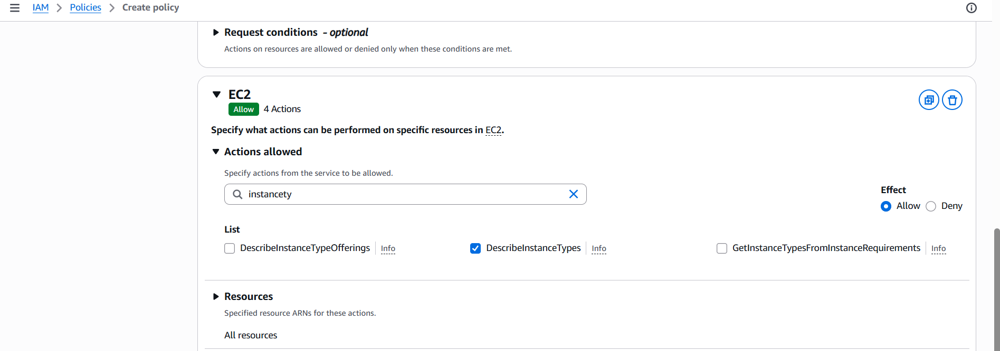 IAM > Policies > Create policy
Request conditions - optional
Actions on resources are allowed or denied only when these conditions are met.
EC2
Allow 4 Actions
Specify what actions can be performed on specific resources in EC2.
Actions allowed
Specify actions from the service to be allowed.
instancety
Effect
Allow Deny
List
DescribeInstanceTypeOfferings Info DescribeInstanceTypes Info GetInstanceTypesFromInstanceRequirements Info
Resources
Specified resource ARNs for these actions.
All resources